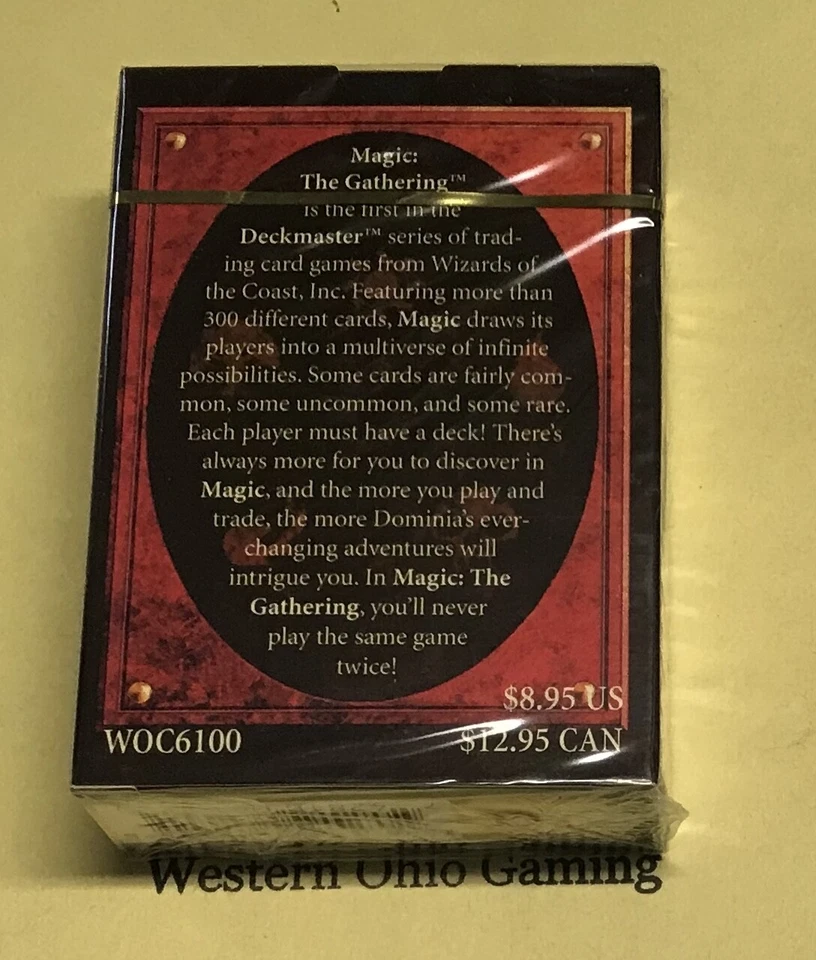 Magic:
The Gathering™
is the first in the
Deckmaster™ series of trad-
ing card games from Wizards of
the Coast, Inc. Featuring more than
300 different cards, Magic draws its
players into a multiverse of infinite
possibilities. Some cards are fairly com-
mon, some uncommon, and some rare.
Each player must have a deck! There's
always more for you to discover in
Magic, and the more you play and
trade, the more Dominia's ever-
changing adventures will
intrigue you. In Magic: The
Gathering, you'll never
play the same game
twice!
$8.95 US
WOC6100 $12.95 CAN
Western Ohio Gaming